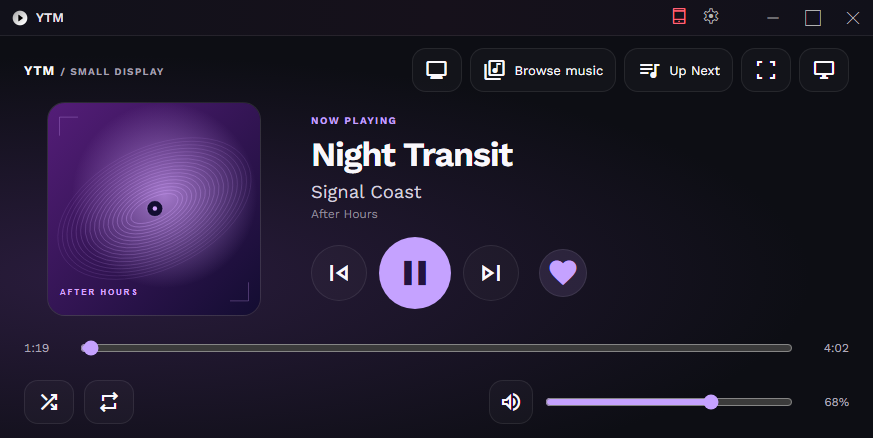 YTM
YTM / SMALL DISPLAY
Browse music
Up Next
NOW PLAYING
Night Transit
Signal Coast
After Hours
AFTER HOURS
1:19
4:02
68%